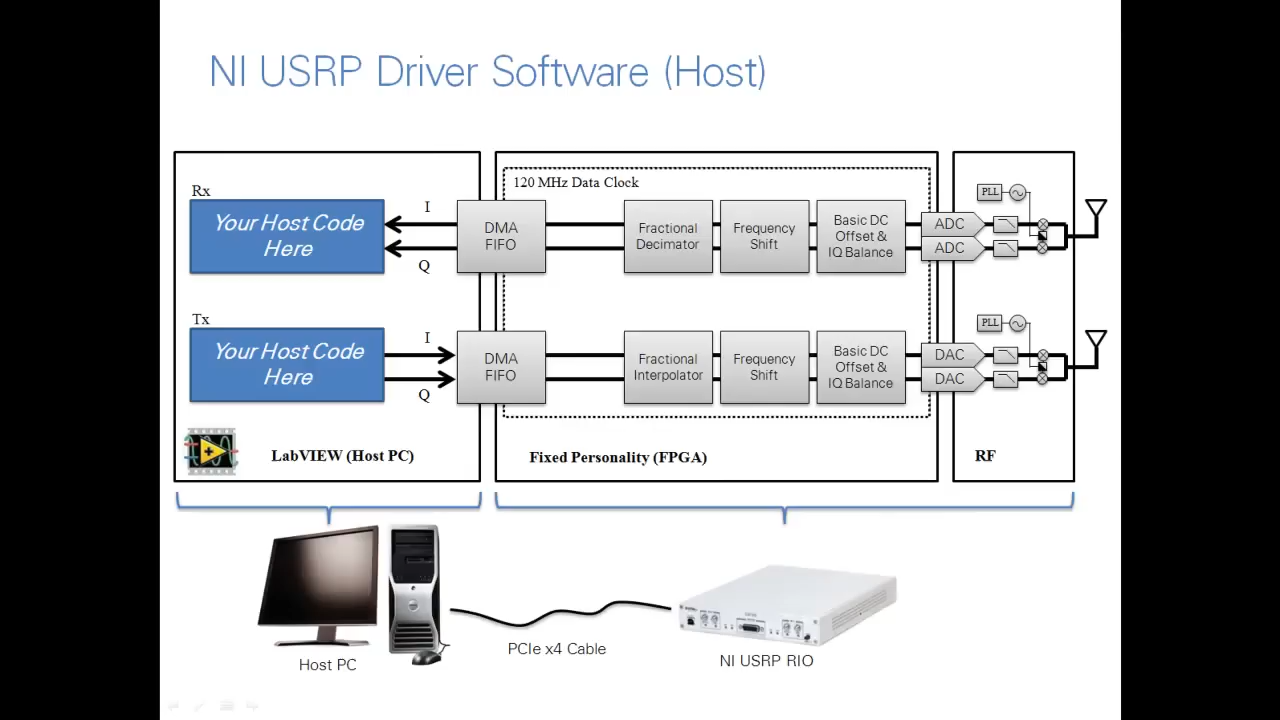 NI USRP Driver Software (Host)
120 MHz Data Clock
Rx
Your Host Code
Here
I
Q
DMA
FIFO
Fractional
Decimator
Frequency
Shift
Basic DC
Offset &
IQ Balance
ADC
ADC
PLL
Tx
Your Host Code
Here
I
Q
DMA
FIFO
Fractional
Interpolator
Frequency
Shift
Basic DC
Offset &
IQ Balance
DAC
DAC
PLL
LabVIEW (Host PC)
Fixed Personality (FPGA)
RF
Host PC
PCIe x4 Cable
NI USRP RIO